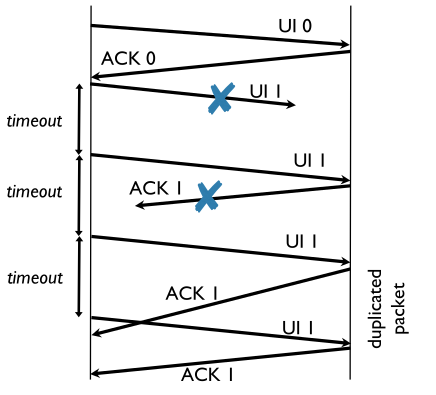 UI 0
ACK 0
UI 1
timeout
UI 1
timeout
ACK 1
UI 1
timeout
ACK 1
duplicated
packet
UI 1
ACK 1